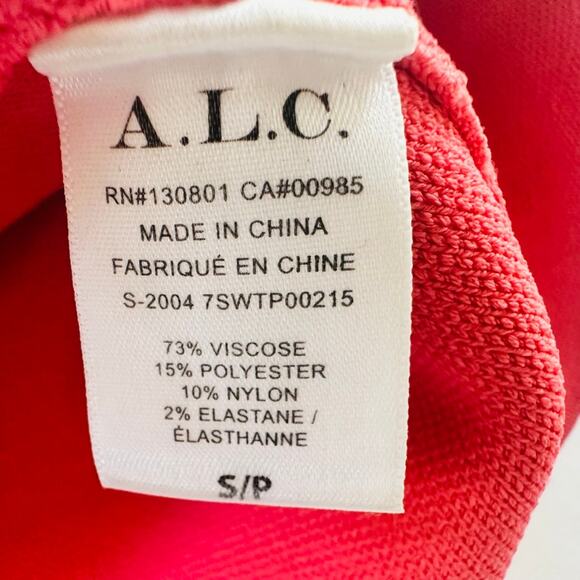 A.L.C.
RN#130801 CA#00985
MADE IN CHINA
FABRIQUÉ EN CHINE
S-2004 7SWTP00215
73% VISCOSE
15% POLYESTER
10% NYLON
2% ELASTANE /
ÉLASTHANNE
S/P